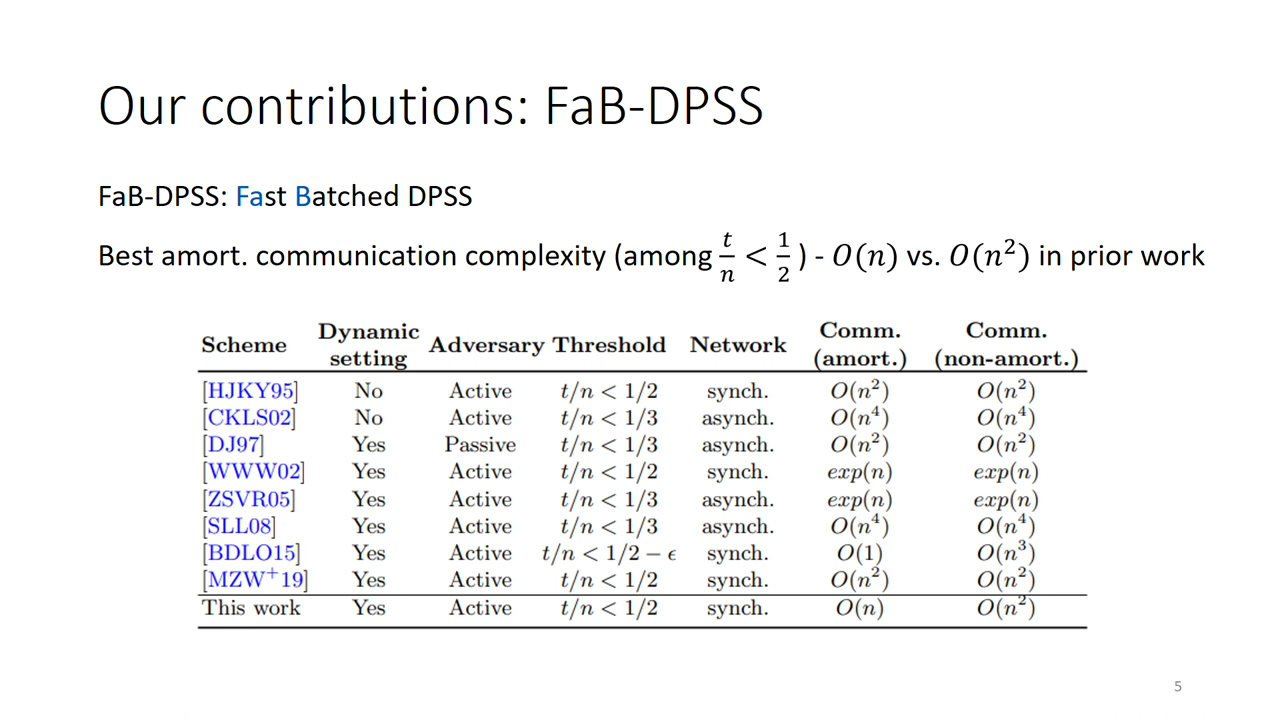 Our contributions: FaB-DPSS
FaB-DPSS: Fast Batched DPSS
Best amort. communication complexity (among t/n < 1/2) - O(n) vs. O(n²) in prior work
Scheme Dynamic setting Adversary Threshold Network Comm. (amort.) Comm. (non-amort.)
[HJKY95] No Active t/n < 1/2 synch. O(n²) O(n²)
[CKLS02] No Active t/n < 1/3 asynch. O(n⁴) O(n⁴)
[DJ97] Yes Passive t/n < 1/3 asynch. O(n²) O(n²)
[WWW02] Yes Active t/n < 1/2 synch. exp(n) exp(n)
[ZSVR05] Yes Active t/n < 1/3 asynch. exp(n) exp(n)
[SLL08] Yes Active t/n < 1/3 asynch. O(n⁴) O(n⁴)
[BDLO15] Yes Active t/n < 1/2 − ϵ synch. O(1) O(n³)
[MZW⁺19] Yes Active t/n < 1/2 synch. O(n²) O(n²)
This work Yes Active t/n < 1/2 synch. O(n) O(n²)
5